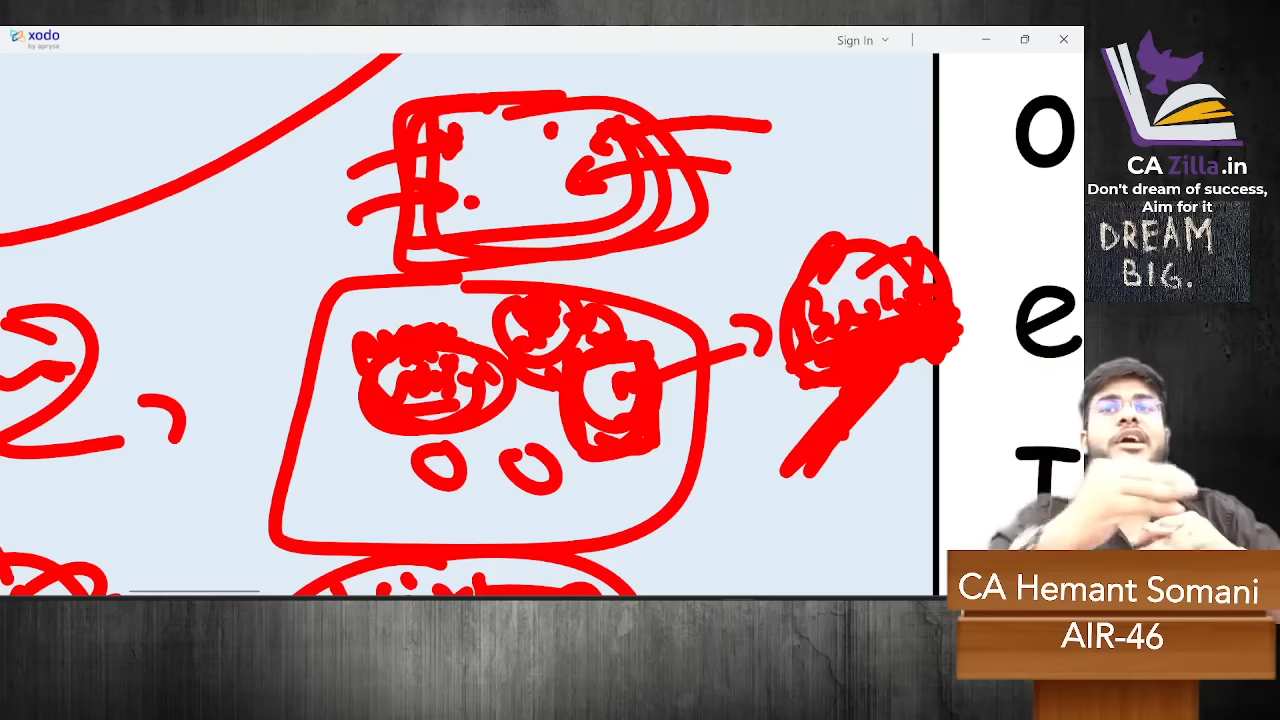 xodo
by apryse
Sign In
o
e
T
CA Zilla.in
Don't dream of success,
Aim for it
DREAM
BIG.
CA Hemant Somani
AIR-46